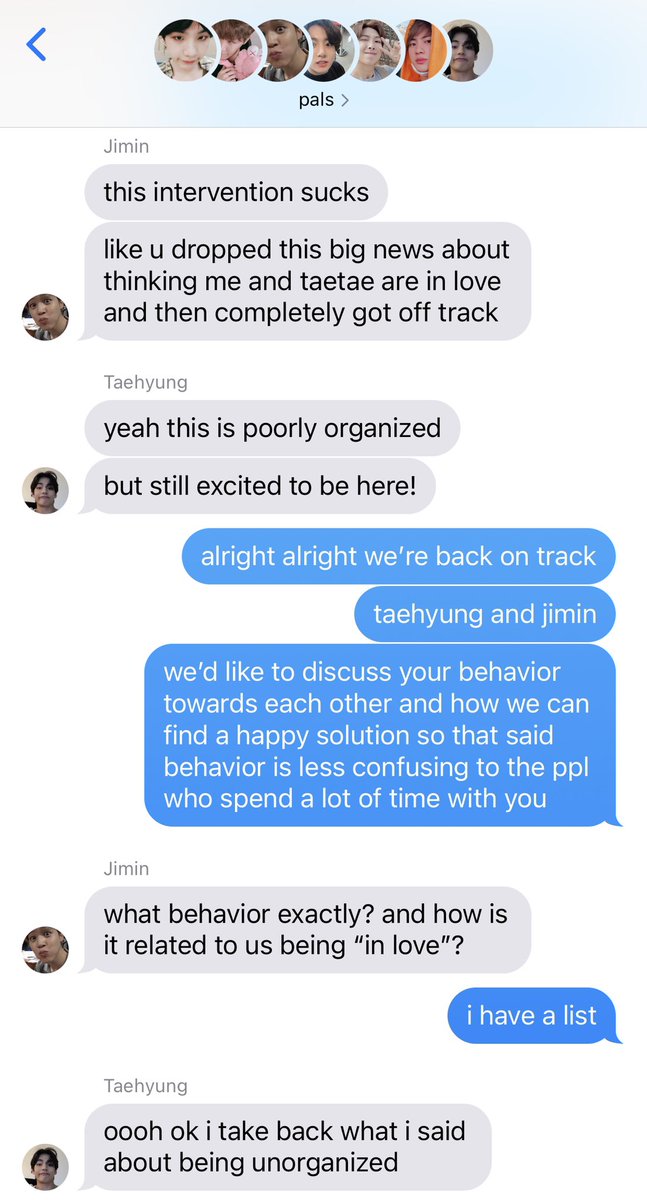 pals
Jimin
this intervention sucks
like u dropped this big news about
thinking me and taetae are in love
and then completely got off track
Taehyung
yeah this is poorly organized
but still excited to be here!
alright alright we’re back on track
taehyung and jimin
we’d like to discuss your behavior
towards each other and how we can
find a happy solution so that said
behavior is less confusing to the ppl
who spend a lot of time with you
Jimin
what behavior exactly? and how is
it related to us being “in love”?
i have a list
Taehyung
oooh ok i take back what i said
about being unorganized